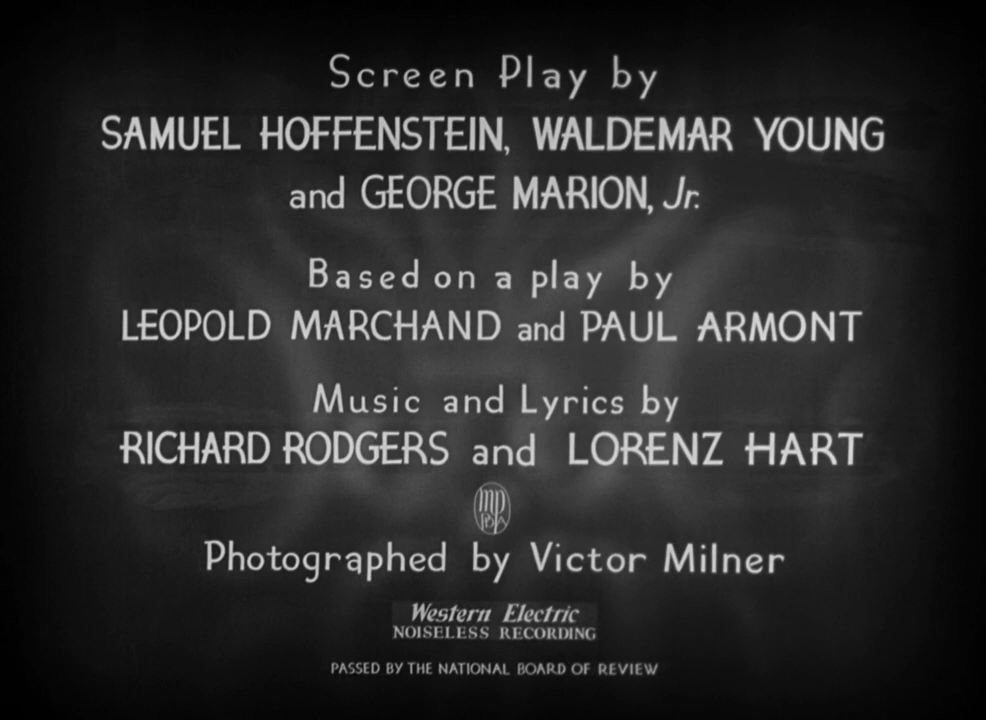 Screen Play by
SAMUEL HOFFENSTEIN, WALDEMAR YOUNG
and GEORGE MARION, Jr.
Based on a play by
LEOPOLD MARCHAND and PAUL ARMONT
Music and Lyrics by
RICHARD RODGERS and LORENZ HART
mp
PDA
Photographed by Victor Milner
Western Electric
NOISELESS RECORDING
PASSED BY THE NATIONAL BOARD OF REVIEW